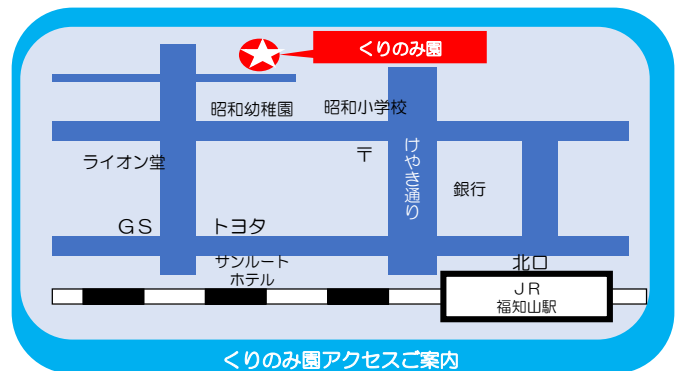 くりのみ園
昭和幼稚園
昭和小学校
ライオン堂
〒
けやき通り
銀行
ＧＳ
トヨタ
サンルート
ホテル
北口
ＪＲ
福知山駅
くりのみ園アクセスご案内